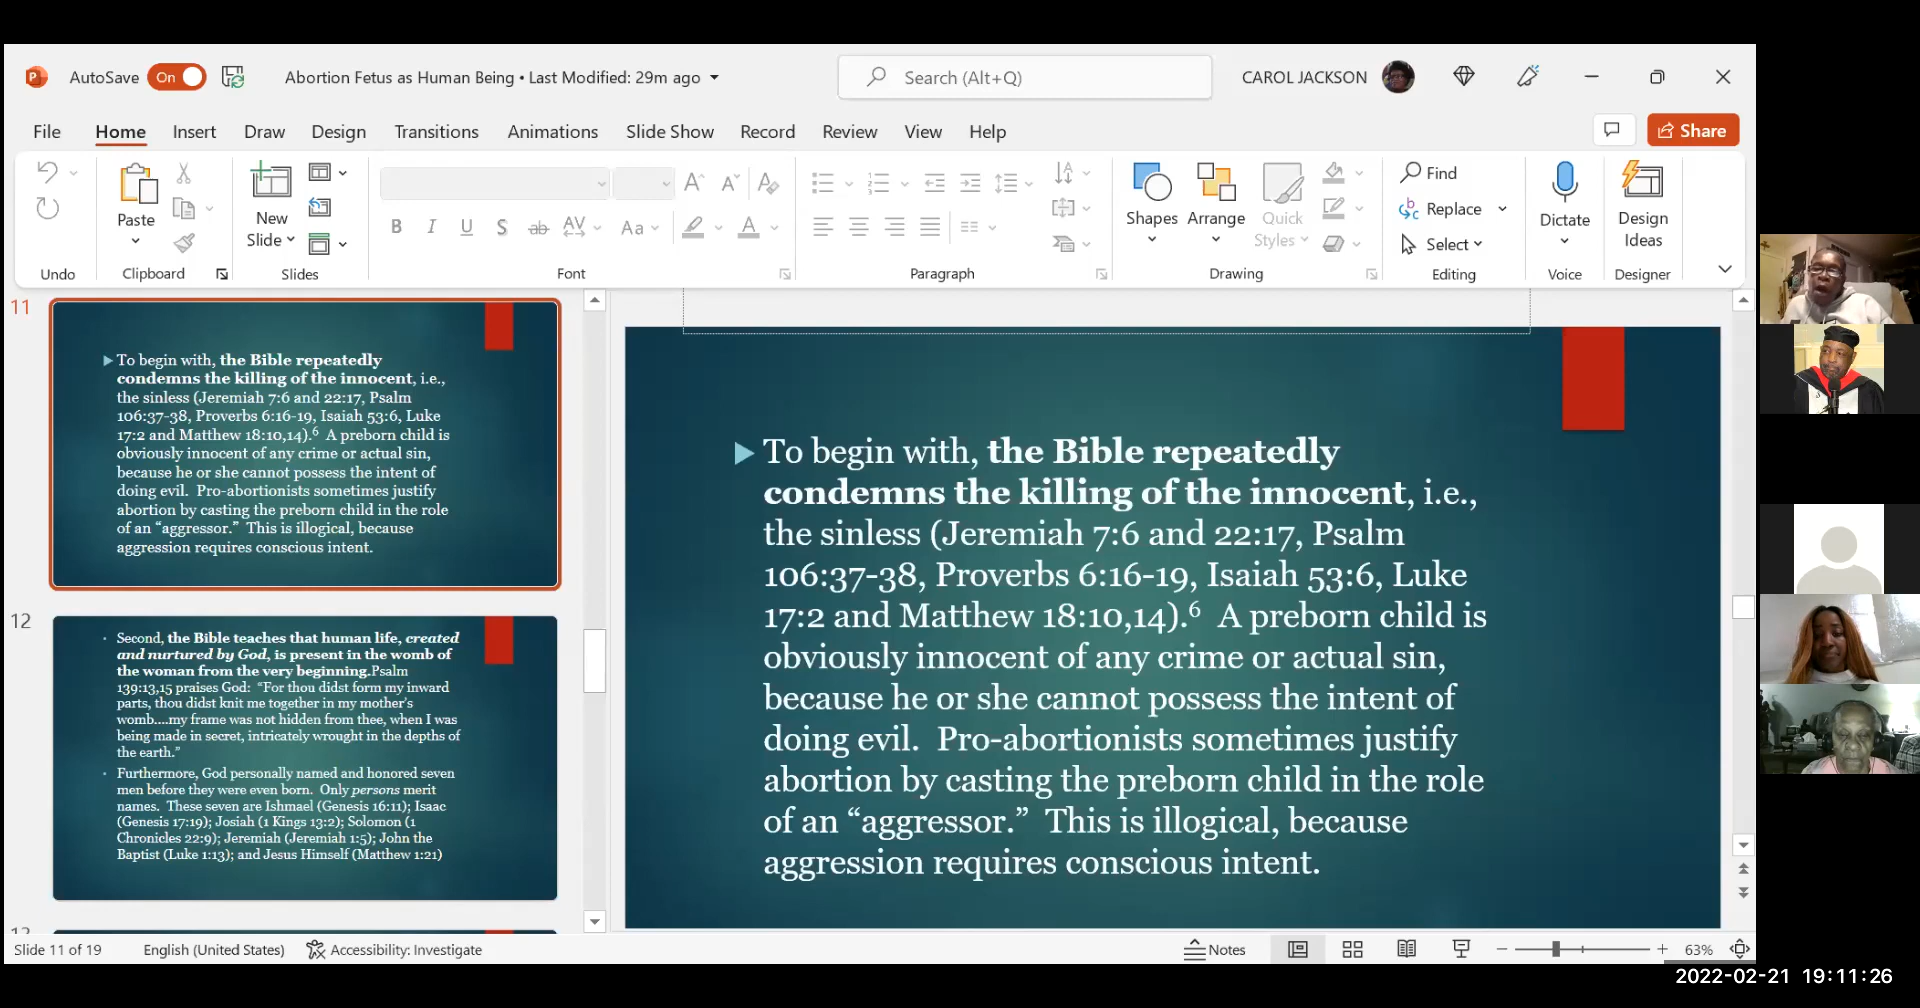 AutoSave On Abortion Fetus as Human Being • Last Modified: 29m ago Search (Alt+Q) CAROL JACKSON
File Home Insert Draw Design Transitions Animations Slide Show Record Review View Help Share
Paste
New
Slide
B I U S ab AV Aa A
A A A
Shapes Arrange Quick
Styles
Find
Replace
Select
Dictate
Design
Ideas
Undo Clipboard Slides Font Paragraph Drawing Editing Voice Designer
11
To begin with, the Bible repeatedly
condemns the killing of the innocent, i.e.,
the sinless (Jeremiah 7:6 and 22:17, Psalm
106:37-38, Proverbs 6:16-19, Isaiah 53:6, Luke
17:2 and Matthew 18:10,14).⁶ A preborn child is
obviously innocent of any crime or actual sin,
because he or she cannot possess the intent of
doing evil. Pro-abortionists sometimes justify
abortion by casting the preborn child in the role
of an “aggressor.” This is illogical, because
aggression requires conscious intent.
12
Second, the Bible teaches that human life, created
and nurtured by God, is present in the womb of
the woman from the very beginning.Psalm
139:13,15 praises God: “For thou didst form my inward
parts, thou didst knit me together in my mother’s
womb....my frame was not hidden from thee, when I was
being made in secret, intricately wrought in the depths of
the earth.”
Furthermore, God personally named and honored seven
men before they were even born. Only persons merit
names. These seven are Ishmael (Genesis 16:11); Isaac
(Genesis 17:19); Josiah (1 Kings 13:2); Solomon (1
Chronicles 22:9); Jeremiah (Jeremiah 1:5); John the
Baptist (Luke 1:13); and Jesus Himself (Matthew 1:21)
To begin with, the Bible repeatedly
condemns the killing of the innocent, i.e.,
the sinless (Jeremiah 7:6 and 22:17, Psalm
106:37-38, Proverbs 6:16-19, Isaiah 53:6, Luke
17:2 and Matthew 18:10,14).⁶ A preborn child is
obviously innocent of any crime or actual sin,
because he or she cannot possess the intent of
doing evil. Pro-abortionists sometimes justify
abortion by casting the preborn child in the role
of an “aggressor.” This is illogical, because
aggression requires conscious intent.
Slide 11 of 19 English (United States) Accessibility: Investigate Notes 63%
2022-02-21 19:11:26